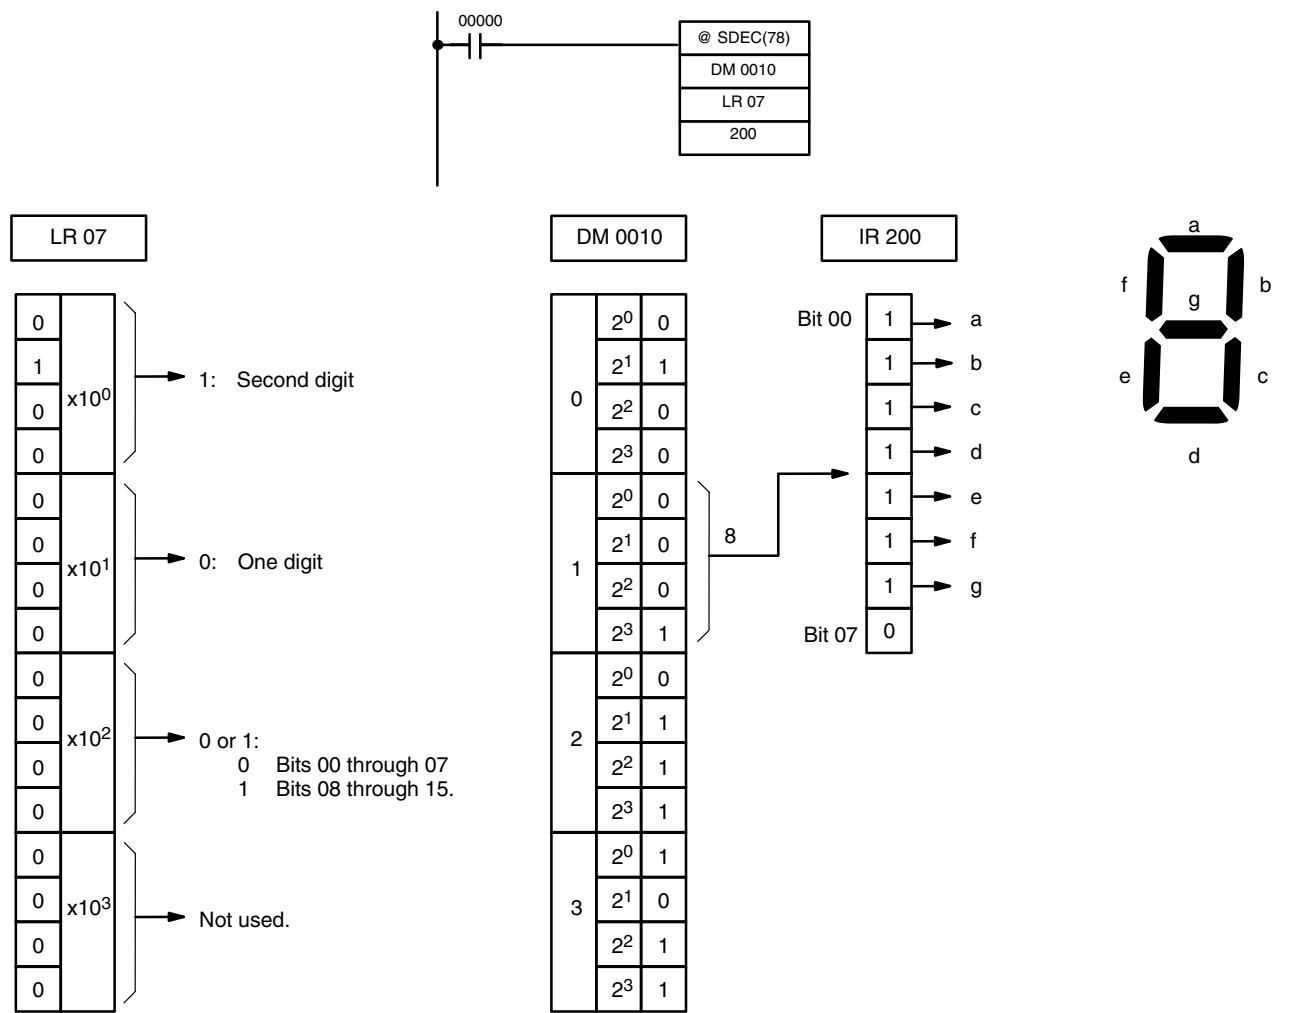 00000
@ SDEC(78)
DM 0010
LR 07
200
LR 07
0
1
0
0
x10⁰
1: Second digit
0
0
0
0
x10¹
0: One digit
0
0
0
0
x10²
0 or 1:
0 Bits 00 through 07
1 Bits 08 through 15.
0
0
0
0
x10³
Not used.
DM 0010
0
2⁰ 0
2¹ 1
2² 0
2³ 0
1
2⁰ 0
2¹ 0
2² 0
2³ 1
8
2
2⁰ 0
2¹ 1
2² 1
2³ 1
3
2⁰ 1
2¹ 0
2² 1
2³ 1
IR 200
Bit 00 1 a
1 b
1 c
1 d
1 e
1 f
1 g
Bit 07 0
a
f
b
g
e
c
d